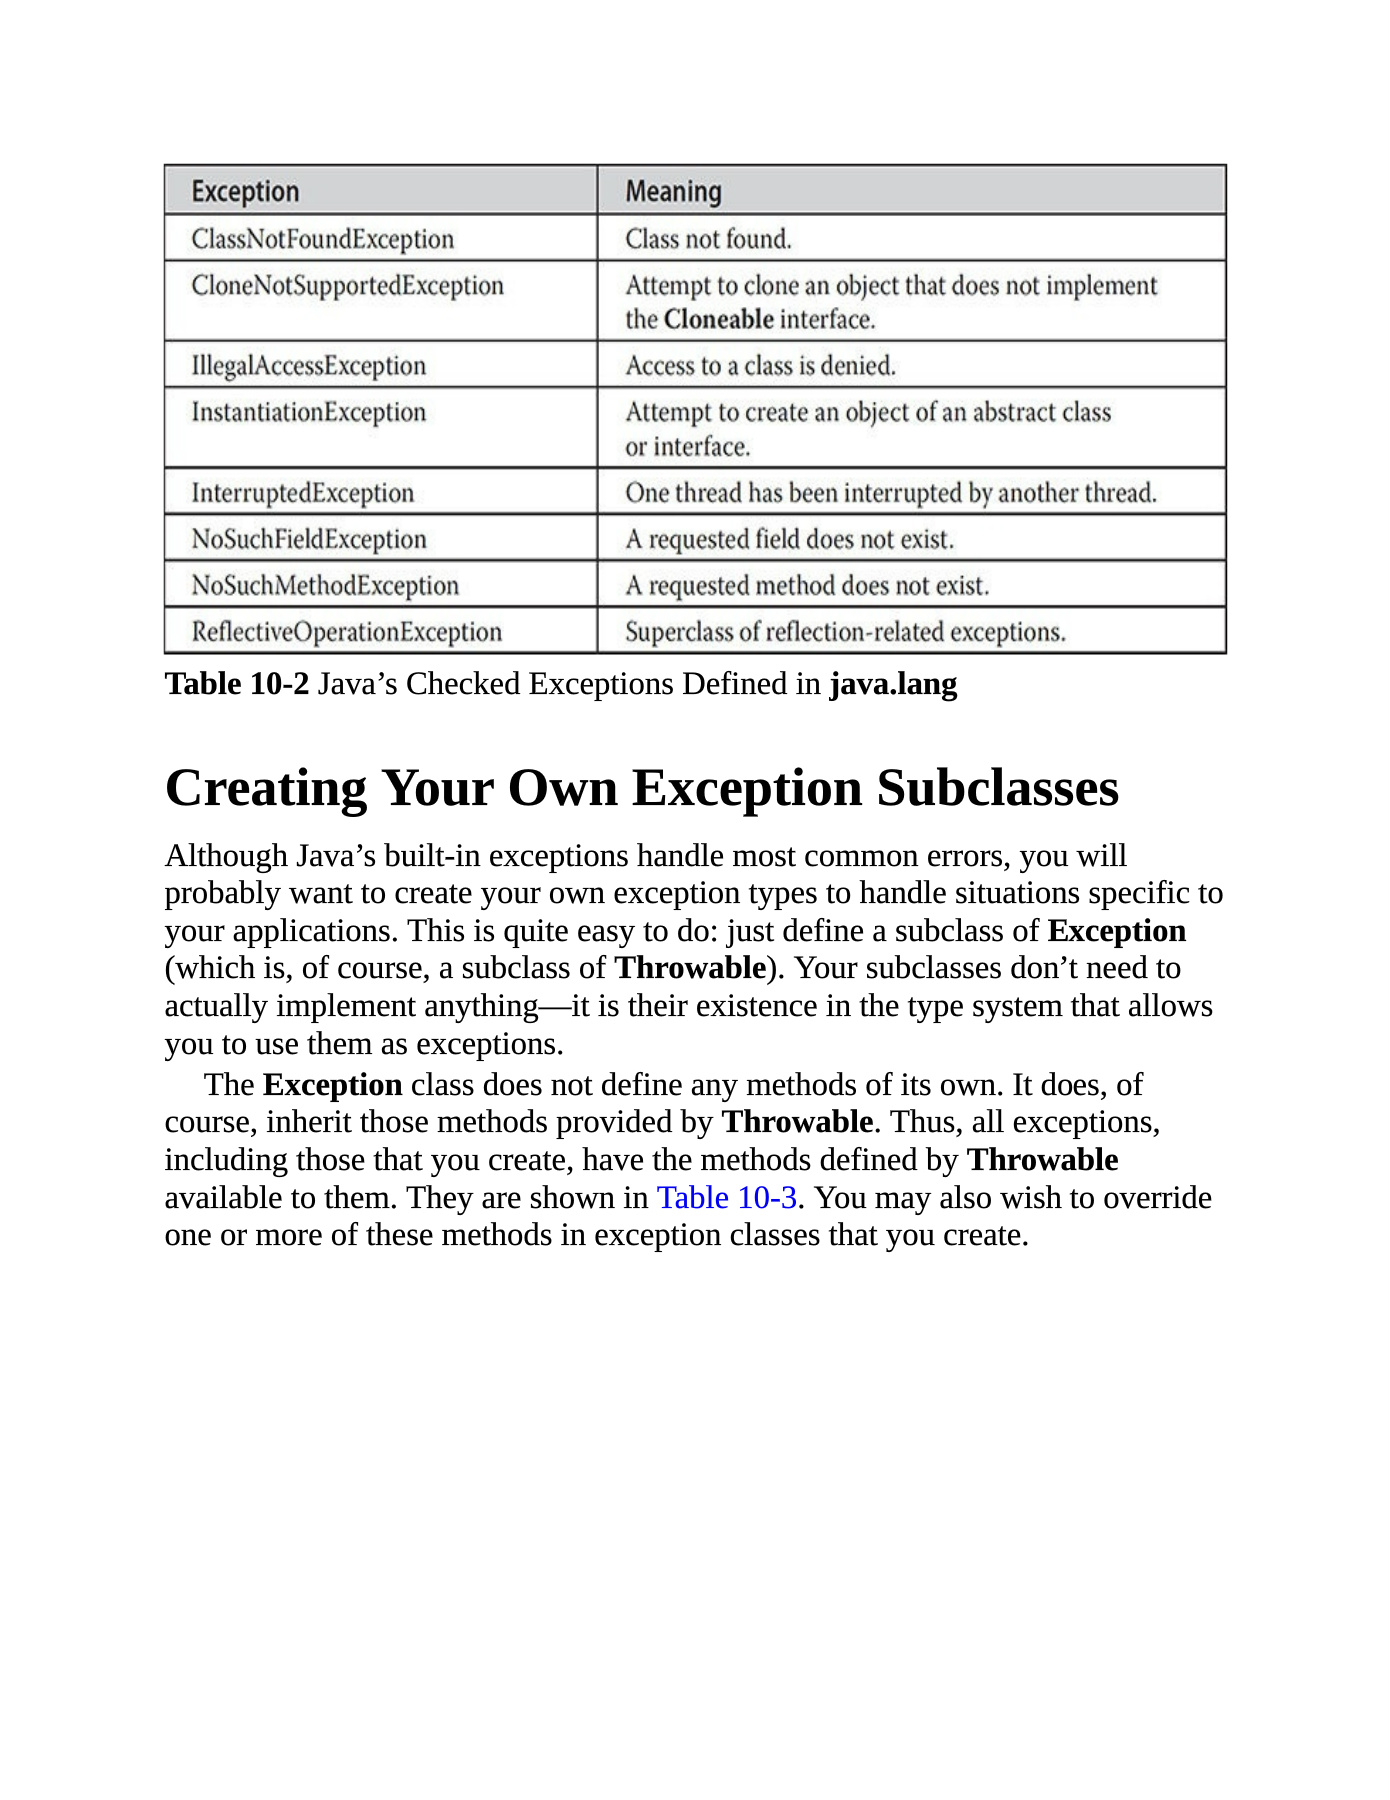 Exception Meaning
ClassNotFoundException Class not found.
CloneNotSupportedException Attempt to clone an object that does not implement
the Cloneable interface.
IllegalAccessException Access to a class is denied.
InstantiationException Attempt to create an object of an abstract class
or interface.
InterruptedException One thread has been interrupted by another thread.
NoSuchFieldException A requested field does not exist.
NoSuchMethodException A requested method does not exist.
ReflectiveOperationException Superclass of reflection-related exceptions.
Table 10-2 Java’s Checked Exceptions Defined in java.lang
Creating Your Own Exception Subclasses
Although Java’s built-in exceptions handle most common errors, you will
probably want to create your own exception types to handle situations specific to
your applications. This is quite easy to do: just define a subclass of Exception
(which is, of course, a subclass of Throwable). Your subclasses don’t need to
actually implement anything—it is their existence in the type system that allows
you to use them as exceptions.
The Exception class does not define any methods of its own. It does, of
course, inherit those methods provided by Throwable. Thus, all exceptions,
including those that you create, have the methods defined by Throwable
available to them. They are shown in Table 10-3. You may also wish to override
one or more of these methods in exception classes that you create.